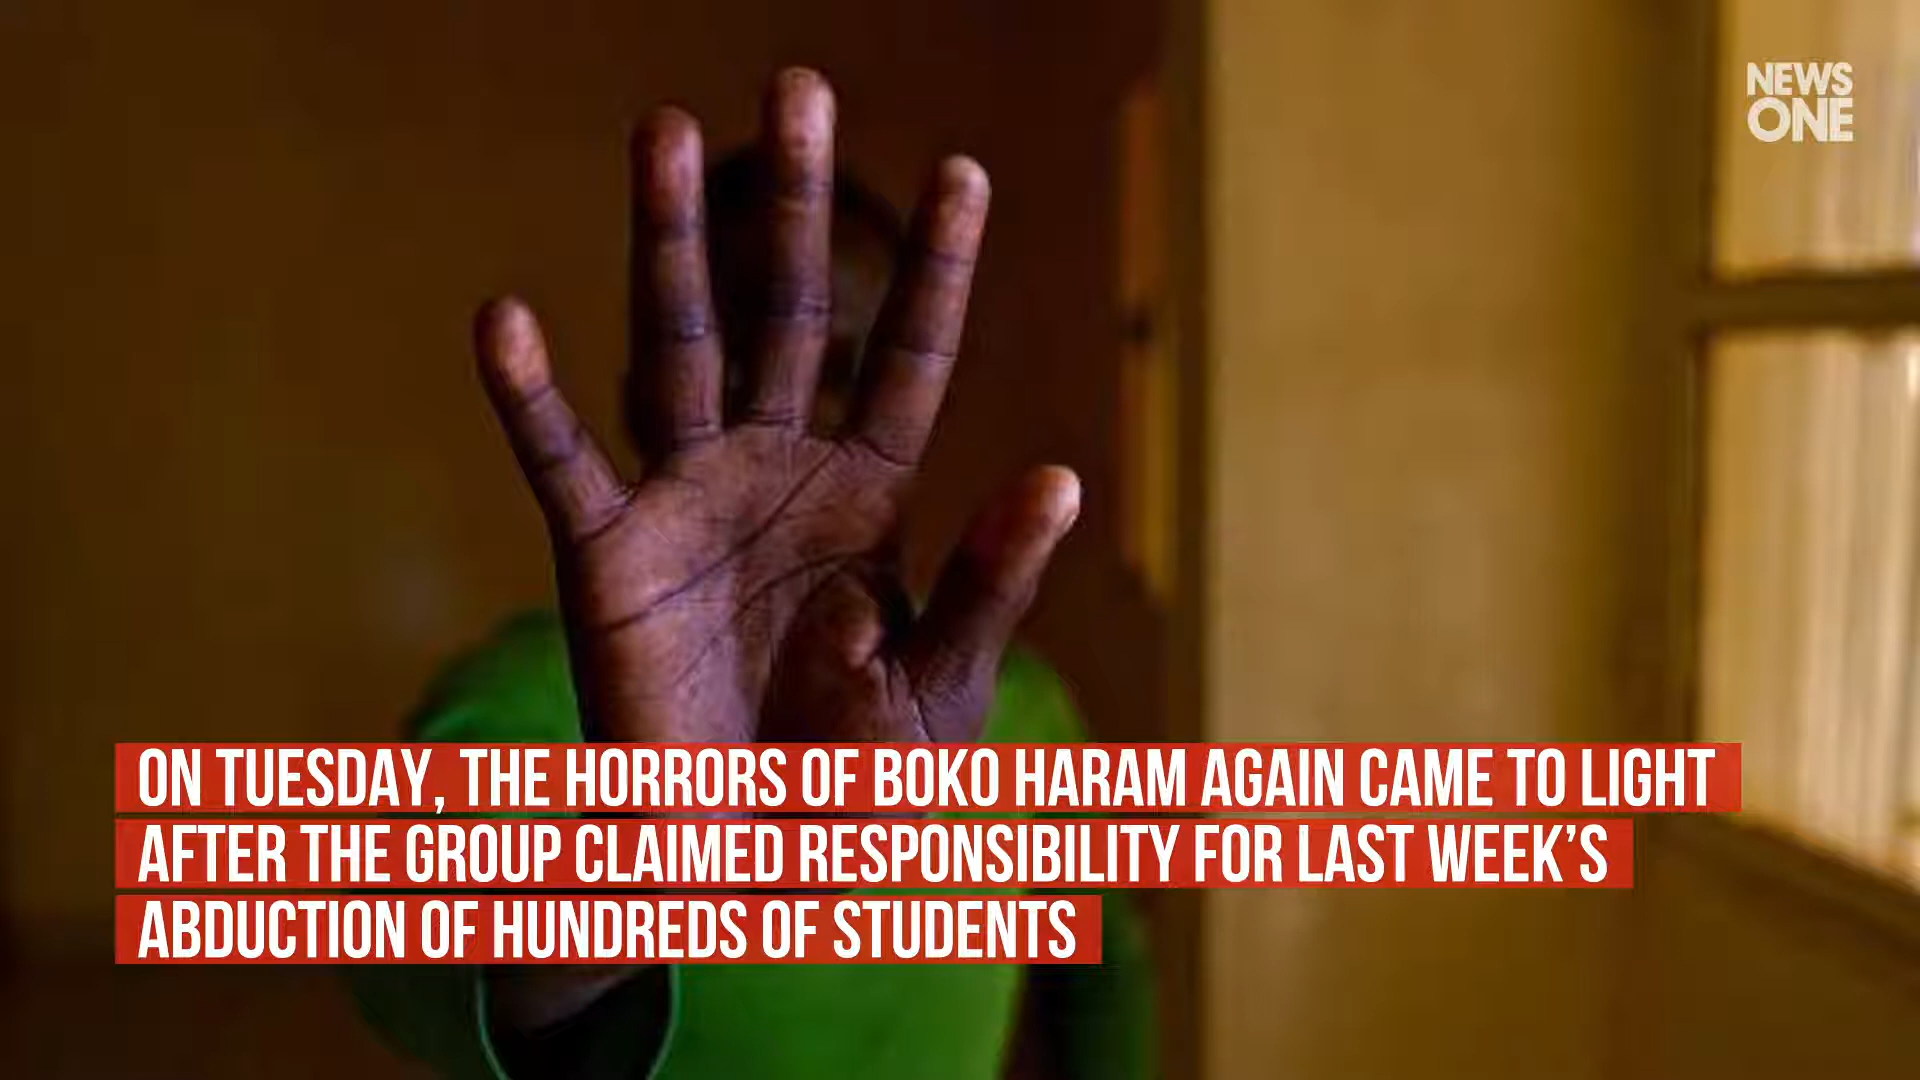 NEWS
ONE
ON TUESDAY, THE HORRORS OF BOKO HARAM AGAIN CAME TO LIGHT
AFTER THE GROUP CLAIMED RESPONSIBILITY FOR LAST WEEK’S
ABDUCTION OF HUNDREDS OF STUDENTS